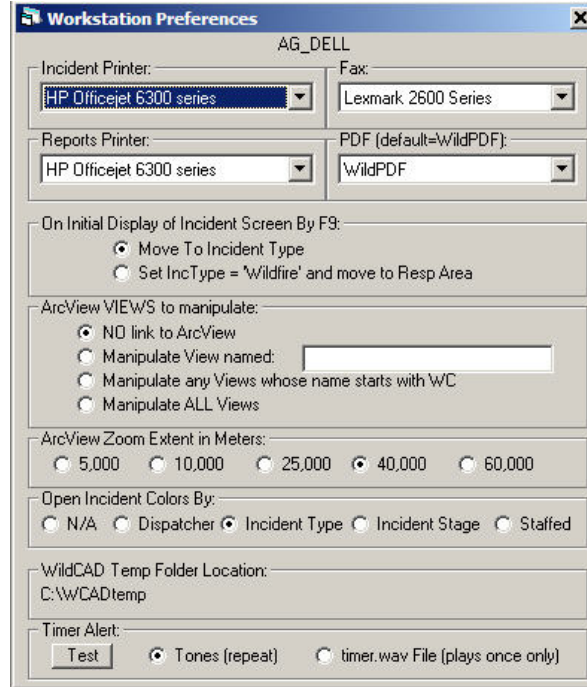 Workstation Preferences
AG_DELL
Incident Printer:
Fax:
HP Officejet 6300 series
Lexmark 2600 Series
Reports Printer:
PDF (default=WildPDF):
HP Officejet 6300 series
WildPDF
On Initial Display of Incident Screen By F9:
Move To Incident Type
Set IncType = 'Wildfire' and move to Resp Area
ArcView VIEWS to manipulate:
NO link to ArcView
Manipulate View named:
Manipulate any Views whose name starts with WC
Manipulate ALL Views
ArcView Zoom Extent in Meters:
5,000 10,000 25,000 40,000 60,000
Open Incident Colors By:
N/A Dispatcher Incident Type Incident Stage Staffed
WildCAD Temp Folder Location:
C:\WCADtemp
Timer Alert:
Test Tones (repeat) timer.wav File (plays once only)